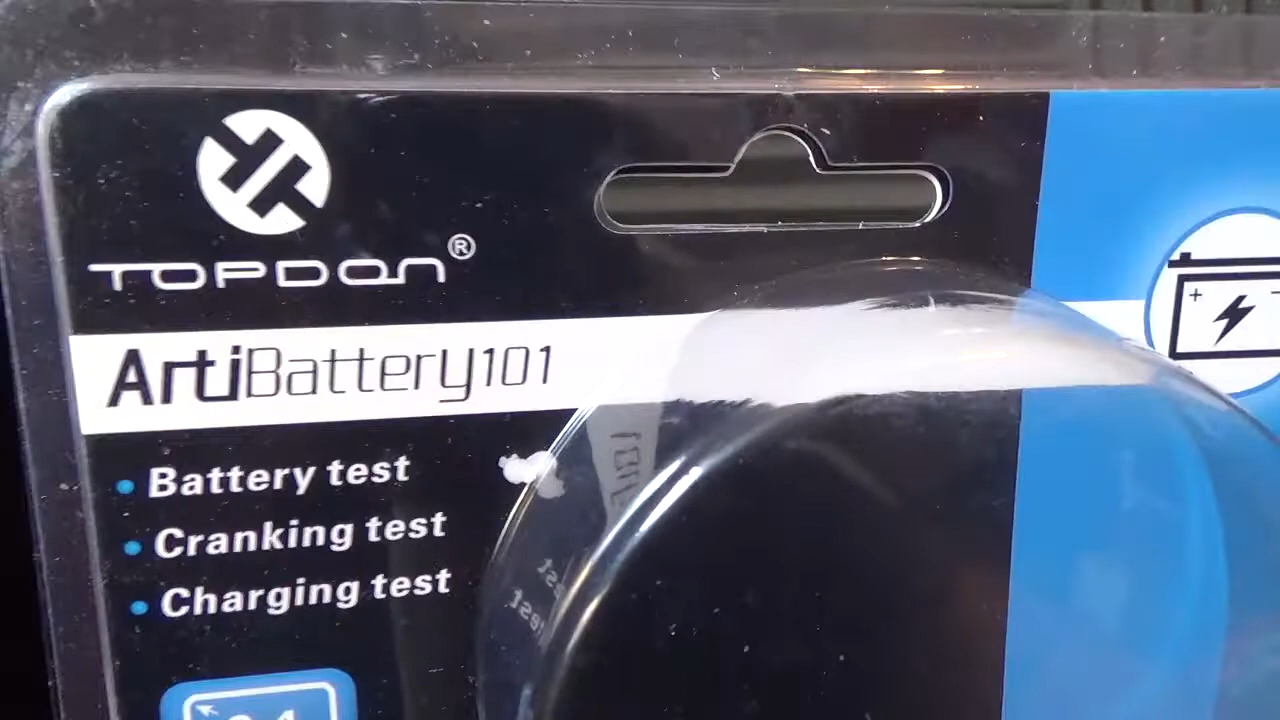 TOPDON®
ArtiBattery101
• Battery test
• Cranking test
• Charging test